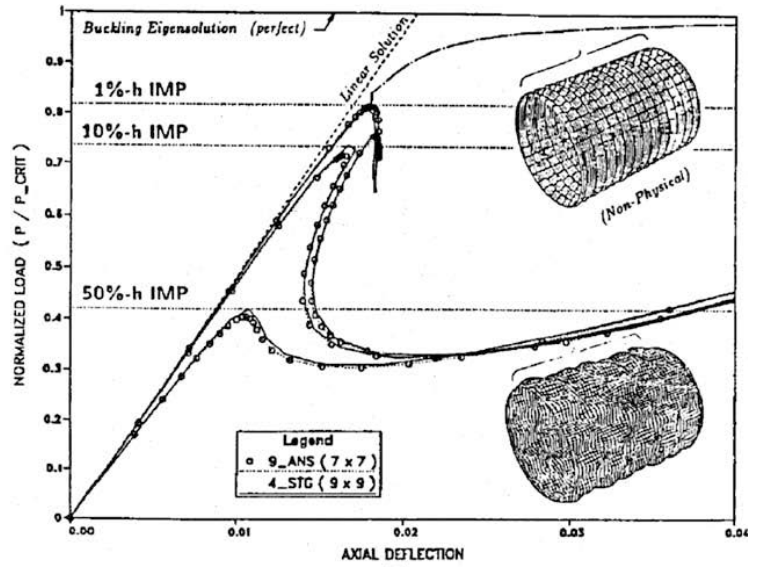 Buckling Eigensolution (perfect)
Linear Solution
1%-h IMP
10%-h IMP
50%-h IMP
(Non-Physical)
NORMALIZED LOAD ( P / P_CRIT )
1
0.9
0.8
0.7
0.6
0.5
0.4
0.3
0.2
0.1
0
0.00
0.01
0.02
0.03
0.04
AXIAL DEFLECTION
Legend
9_ANS ( 7 x 7 )
4_STG ( 9 x 9 )